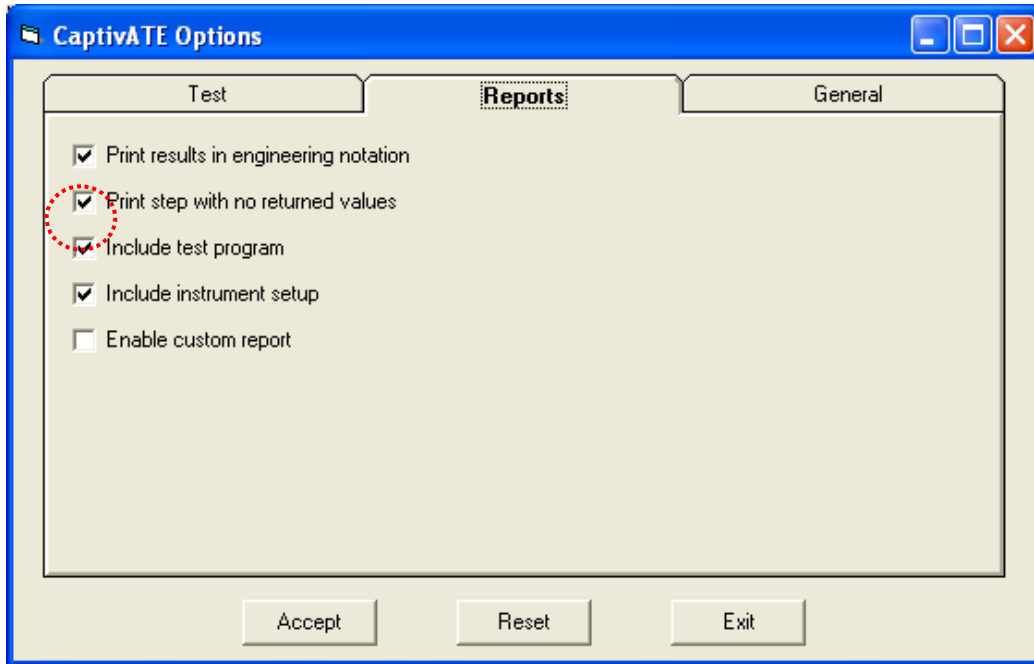 CaptivATE Options
Test Reports General
Print results in engineering notation
Print step with no returned values
Include test program
Include instrument setup
Enable custom report
Accept Reset Exit